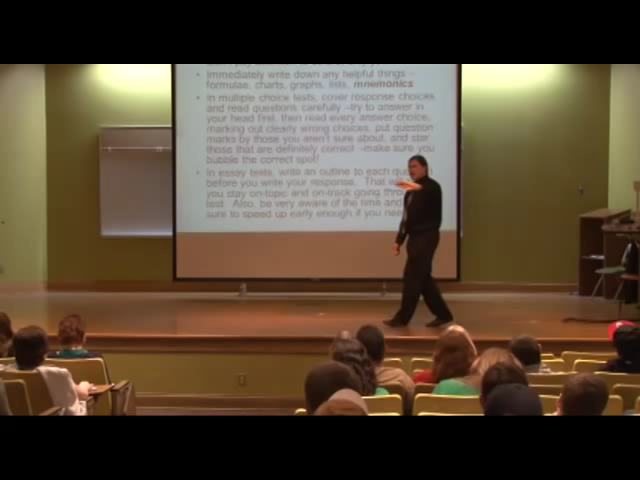 • Immediately write down any helpful things –
formulae, charts, graphs, lists, mnemonics
• In multiple choice tests, cover response choices
and read questions carefully –try to answer in
your head first, then read every answer choice,
marking out clearly wrong choices, put question
marks by those you aren't sure about, and star
those that are definitely correct –make sure you
bubble the correct spot!
• In essay tests, write an outline to each
before you write your response. That
you stay on-topic and on-track going
test. Also, be very aware of the time and
sure to speed up early enough if you